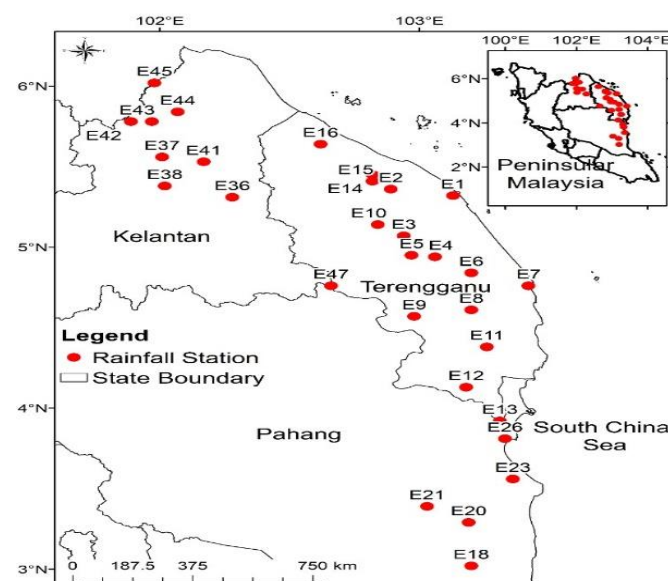 102°E
103°E
100°E
102°E
104°E
6°N
5°N
4°N
3°N
6°N
4°N
2°N
Peninsular
Malaysia
E45
E44
E43
E42
E37
E41
E38
E36
Kelantan
E16
E15
E2
E14
E1
E10
E3
E5
E4
E6
E47
Terengganu
E7
E9
E8
E11
E12
E13
E26
South China
Sea
Legend
Rainfall Station
State Boundary
Pahang
E23
E21
E20
E18
0 187.5 375 750 km